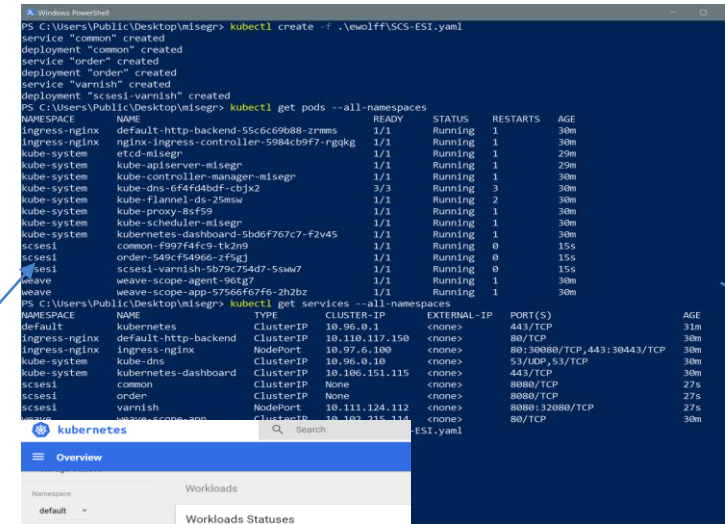 Windows PowerShell
PS C:\Users\Public\Desktop\misegr> kubectl create -f .\ewolff\SCS-ESI.yaml
service "common" created
deployment "common" created
service "order" created
deployment "order" created
service "varnish" created
deployment "scsesi-varnish" created
PS C:\Users\Public\Desktop\misegr> kubectl get pods --all-namespaces
NAMESPACE NAME READY STATUS RESTARTS AGE
ingress-nginx default-http-backend-55c6c69b88-zrmms 1/1 Running 1 30m
ingress-nginx nginx-ingress-controller-5984cb9f7-rgqkg 1/1 Running 1 30m
kube-system etcd-misegr 1/1 Running 1 29m
kube-system kube-apiserver-misegr 1/1 Running 1 29m
kube-system kube-controller-manager-misegr 1/1 Running 1 30m
kube-system kube-dns-6f4fd4bdf-cbjx2 3/3 Running 3 30m
kube-system kube-flannel-ds-25msw 1/1 Running 2 30m
kube-system kube-proxy-8sf59 1/1 Running 1 30m
kube-system kube-scheduler-misegr 1/1 Running 1 30m
kube-system kubernetes-dashboard-5bd6f767c7-f2v45 1/1 Running 1 30m
scsesi common-f997f4fc9-tk2n9 1/1 Running 0 15s
scsesi order-549cf54966-zf5gj 1/1 Running 0 15s
scsesi scsesi-varnish-5b79c754d7-5sww7 1/1 Running 0 15s
weave weave-scope-agent-96tg7 1/1 Running 1 30m
weave weave-scope-app-57566f67f6-2h2bz 1/1 Running 1 30m
PS C:\Users\Public\Desktop\misegr> kubectl get services --all-namespaces
NAMESPACE NAME TYPE CLUSTER-IP EXTERNAL-IP PORT(S) AGE
default kubernetes ClusterIP 10.96.0.1 <none> 443/TCP 31m
ingress-nginx default-http-backend ClusterIP 10.110.117.150 <none> 80/TCP 30m
ingress-nginx ingress-nginx NodePort 10.97.6.100 <none> 80:30080/TCP,443:30443/TCP 30m
kube-system kube-dns ClusterIP 10.96.0.10 <none> 53/UDP,53/TCP 30m
kube-system kubernetes-dashboard ClusterIP 10.106.151.115 <none> 443/TCP 30m
scsesi common ClusterIP None <none> 8080/TCP 27s
scsesi order ClusterIP None <none> 8080/TCP 27s
scsesi varnish NodePort 10.111.124.112 <none> 8080:32080/TCP 27s
weave weave-scope-app ClusterIP 10.102.215.114 <none> 80/TCP 30m
-ESI.yaml
kubernetes Search
Overview
Namespace
default
Workloads
Workloads Statuses